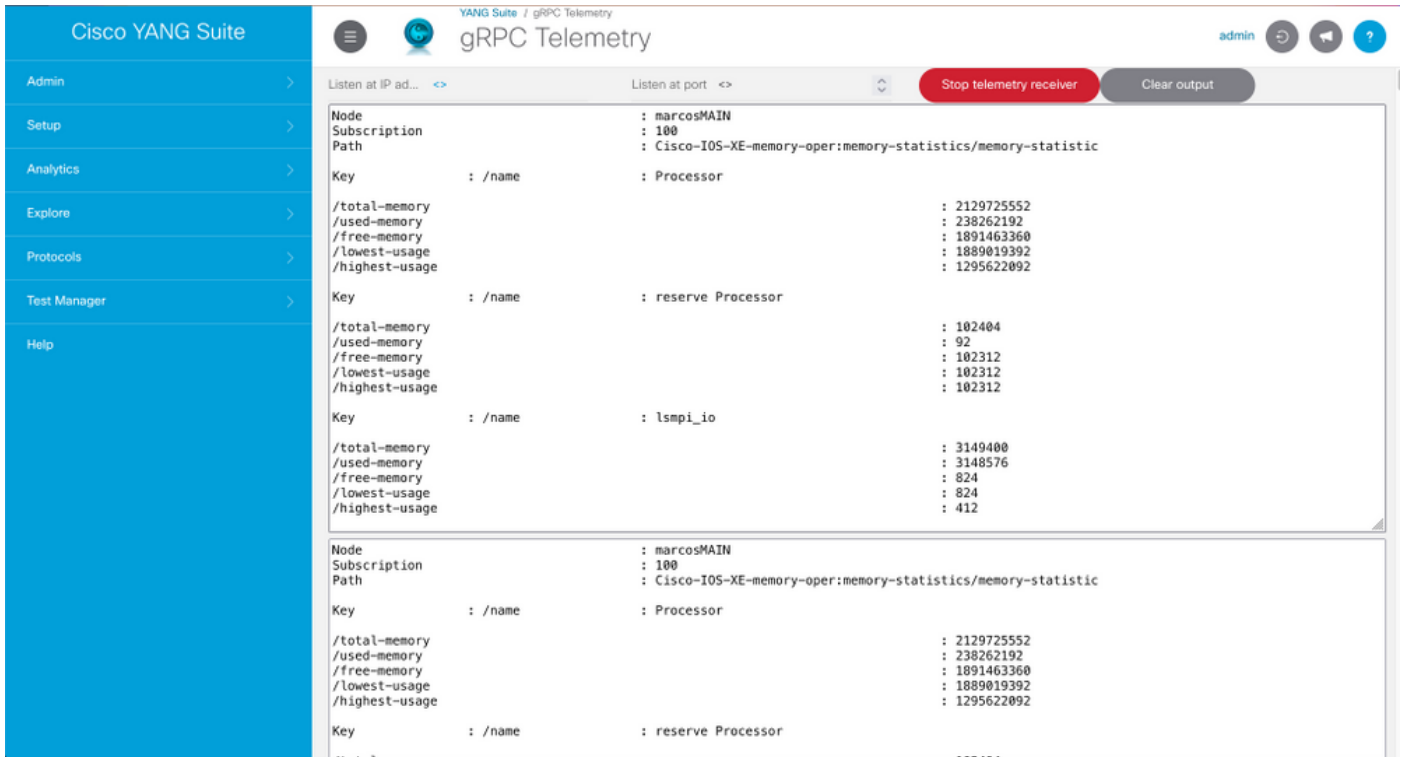 Cisco YANG Suite
YANG Suite / gRPC Telemetry
gRPC Telemetry
admin
?
Admin
Setup
Analytics
Explore
Protocols
Test Manager
Help
Listen at IP ad... <> Listen at port <> Stop telemetry receiver Clear output
Node : marcosMAIN
Subscription : 100
Path : Cisco-IOS-XE-memory-oper:memory-statistics/memory-statistic
Key : /name : Processor
/total-memory : 2129725552
/used-memory : 238262192
/free-memory : 1891463360
/lowest-usage : 1889019392
/highest-usage : 1295622092
Key : /name : reserve Processor
/total-memory : 102404
/used-memory : 92
/free-memory : 102312
/lowest-usage : 102312
/highest-usage : 102312
Key : /name : lsmpi_io
/total-memory : 3149400
/used-memory : 3148576
/free-memory : 824
/lowest-usage : 824
/highest-usage : 412
Node : marcosMAIN
Subscription : 100
Path : Cisco-IOS-XE-memory-oper:memory-statistics/memory-statistic
Key : /name : Processor
/total-memory : 2129725552
/used-memory : 238262192
/free-memory : 1891463360
/lowest-usage : 1889019392
/highest-usage : 1295622092
Key : /name : reserve Processor